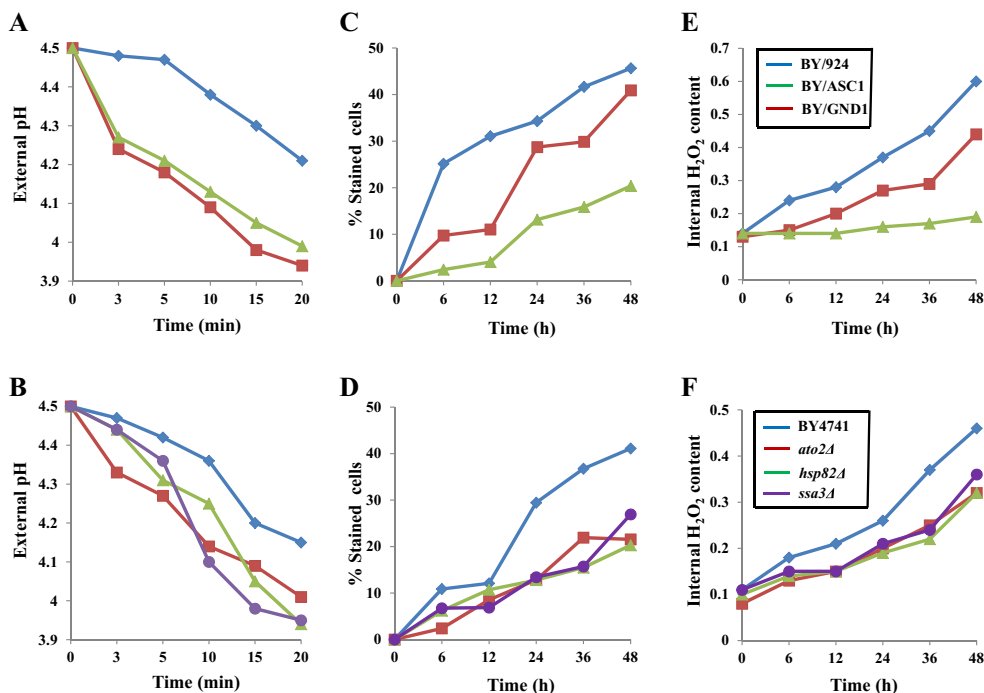 A
External pH
4.5
4.4
4.3
4.2
4.1
4
3.9
0 3 5 10 15 20
Time (min)
C
% Stained cells
50
40
30
20
10
0
0 6 12 24 36 48
Time (h)
E
Internal H₂O₂ content
0.7
0.6
0.5
0.4
0.3
0.2
0.1
0
BY/924
BY/ASC1
BY/GND1
0 6 12 24 36 48
Time (h)
B
External pH
4.5
4.4
4.3
4.2
4.1
4
3.9
0 3 5 10 15 20
Time (min)
D
% Stained cells
50
40
30
20
10
0
0 6 12 24 36 48
Time (h)
F
Internal H₂O₂ content
0.5
0.4
0.3
0.2
0.1
0
BY4741
ato2Δ
hsp82Δ
ssa3Δ
0 6 12 24 36 48
Time (h)